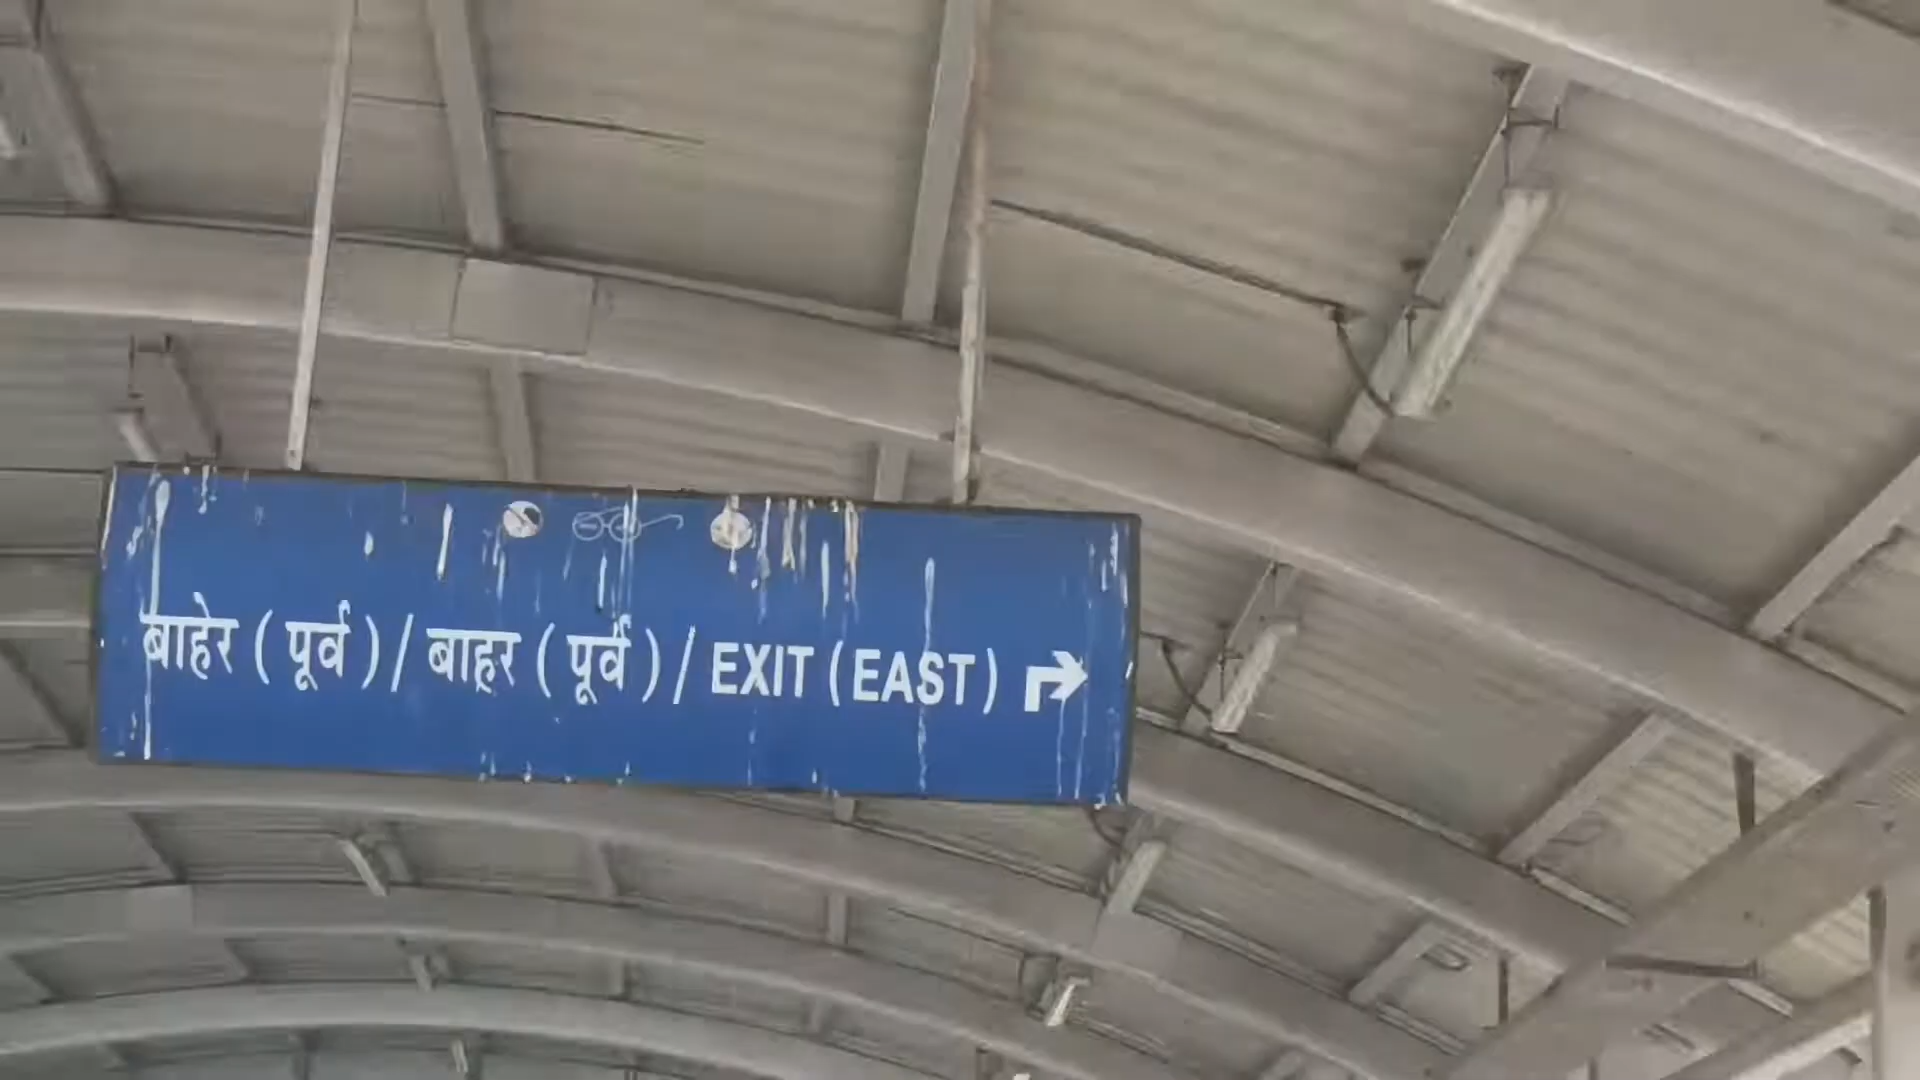 बाहेर ( पूर्व ) / बाहर ( पूर्व ) / EXIT ( EAST )